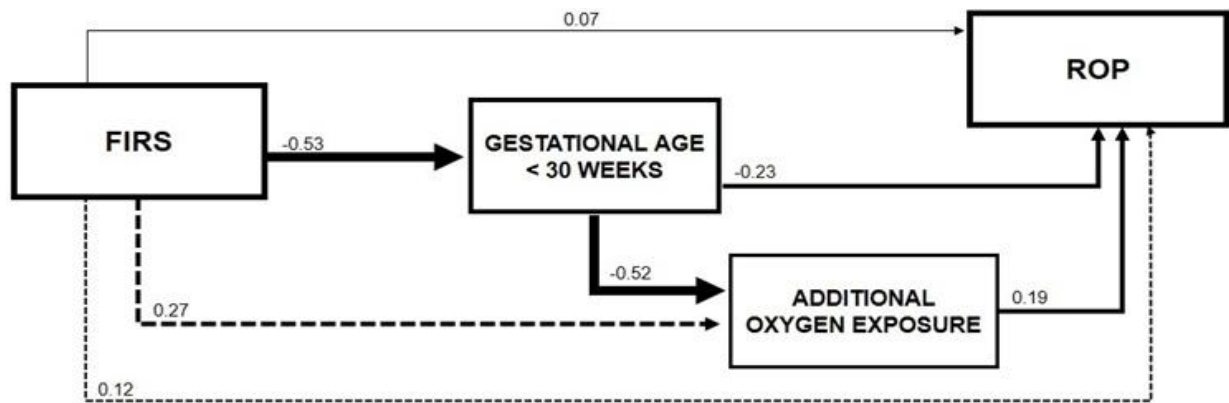 0.07
ROP
FIRS
-0.53
GESTATIONAL AGE
< 30 WEEKS
-0.23
-0.52
ADDITIONAL
OXYGEN EXPOSURE
0.19
0.27
0.12